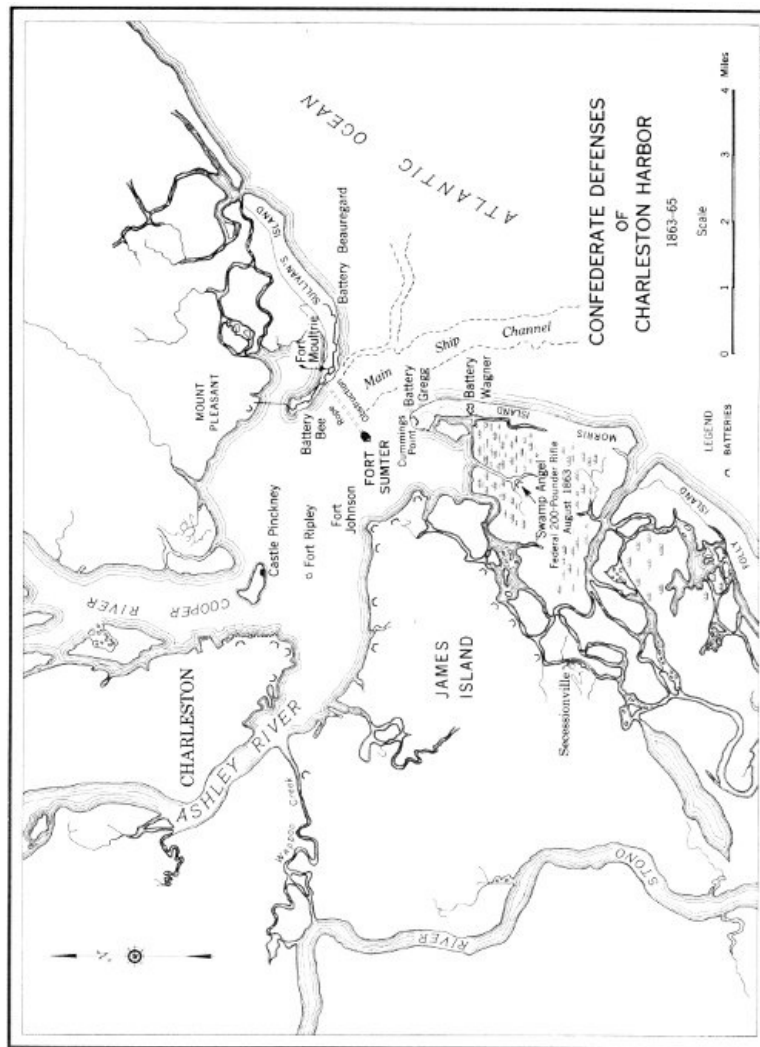 CONFEDERATE DEFENSES
OF
CHARLESTON HARBOR
1863-65
Scale
0 1 2 3 4 Miles
LEGEND
BATTERIES
ATLANTIC OCEAN
SULLIVAN'S ISLAND
Battery Beauregard
Fort
Moultrie
MOUNT
PLEASANT
Battery
Bee
Rope
Obstruction
Main Ship Channel
FORT
SUMTER
Cummings
Point
Battery
Gregg
Battery
Wagner
MORRIS ISLAND
"Swamp Angel"
Federal 200-Pounder Rifle
August 1863
FOLLY ISLAND
Castle Pinckney
Fort Ripley
Fort
Johnson
COOPER RIVER
CHARLESTON
ASHLEY RIVER
JAMES
ISLAND
Secessionville
Wappoo Creek
STONO RIVER
N